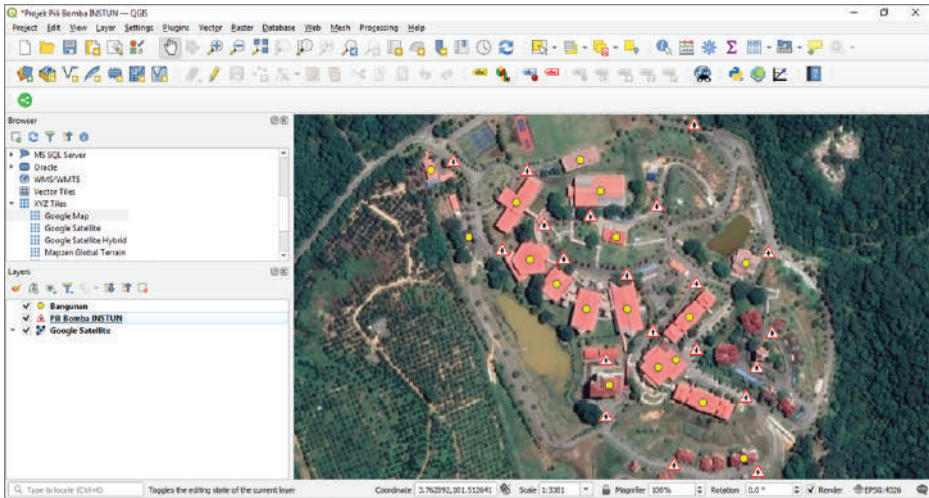 *Projek Pili Bomba INSTUN — QGIS
Project Edit View Layer Settings Plugins Vector Raster Database Web Mesh Processing Help
Browser
MS SQL Server
Oracle
WMS/WMTS
Vector Tiles
XYZ Tiles
Google Map
Google Satellite
Google Satellite Hybrid
Mapzen Global Terrain
Layers
Bangunan
Pili Bomba INSTUN
Google Satellite
Type to locate (Ctrl+K)
Toggles the editing state of the current layer
Coordinate 3.762892,101.512641
Scale 1:3381
Magnifier 100%
Rotation 0.0 °
Render
EPSG:4326